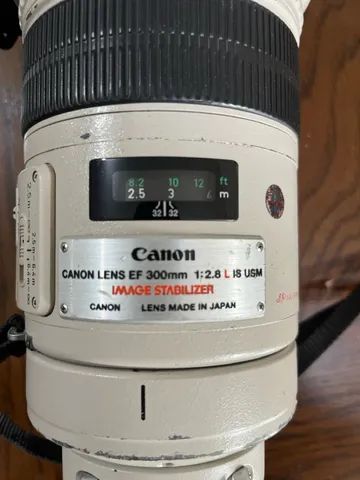 8.2 10 12 ft
2.5 3 m
32 32
Canon
CANON LENS EF 300mm 1:2.8 L IS USM
IMAGE STABILIZER
CANON LENS MADE IN JAPAN